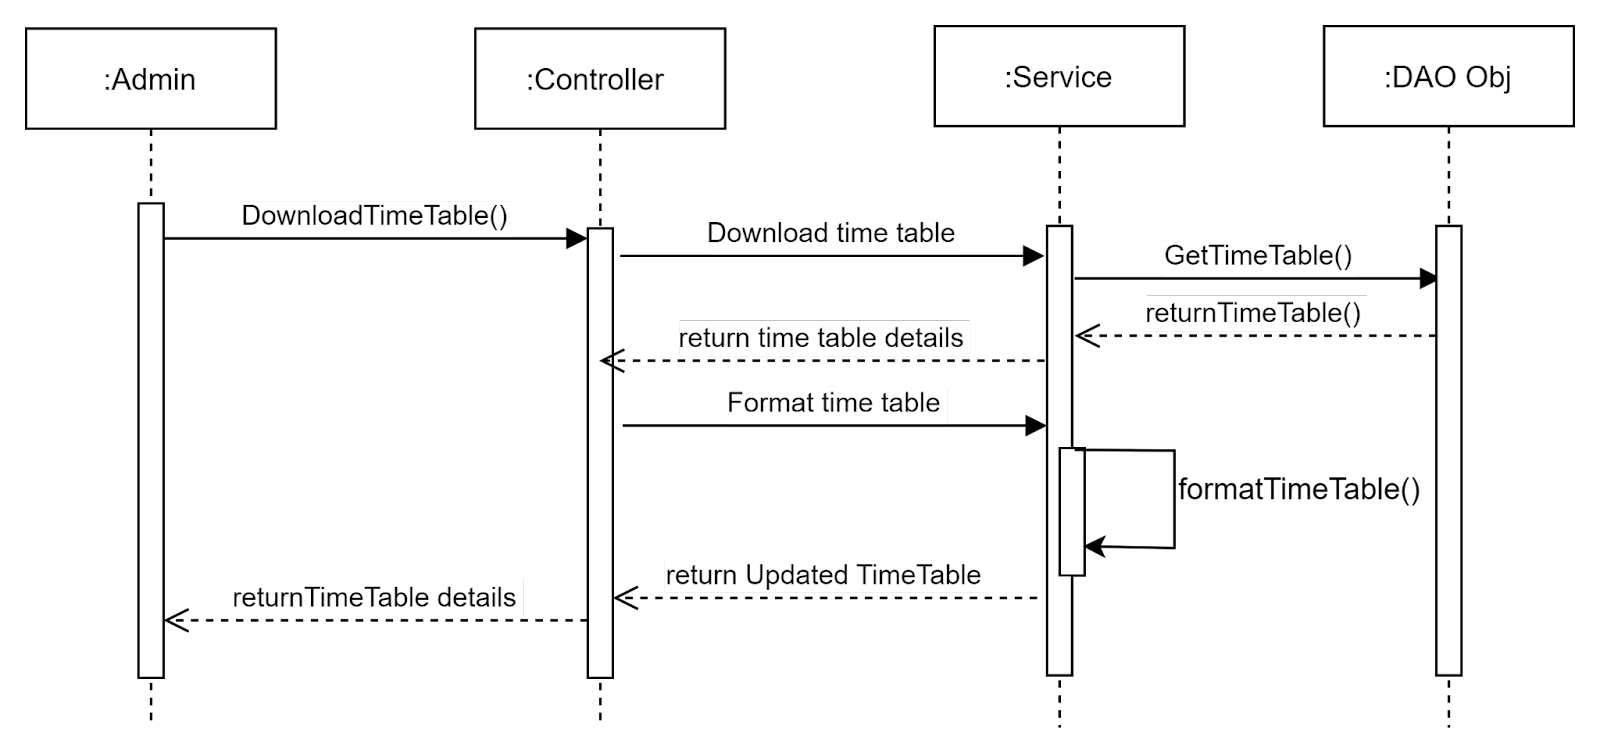 :Admin
:Controller
:Service
:DAO Obj
DownloadTimeTable()
Download time table
GetTimeTable()
returnTimeTable()
return time table details
Format time table
formatTimeTable()
return Updated TimeTable
returnTimeTable details